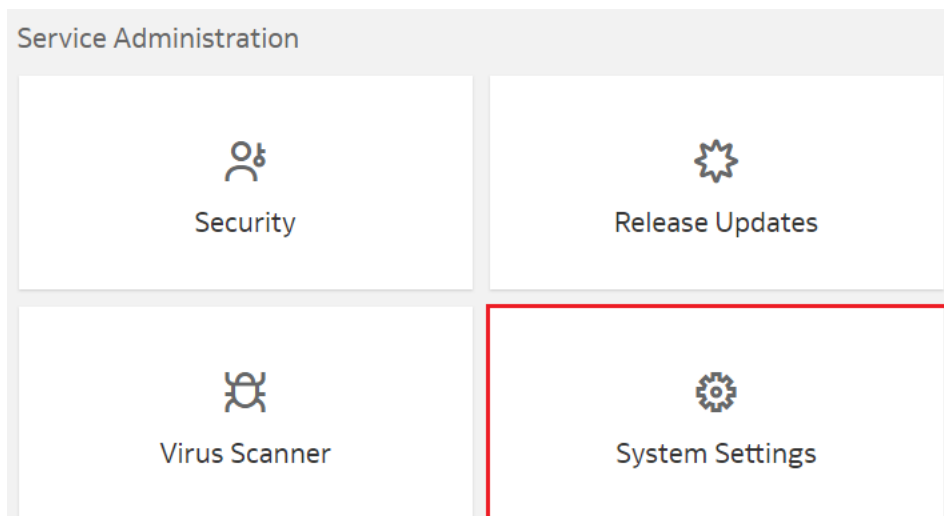 Service Administration
Security
Release Updates
Virus Scanner
System Settings